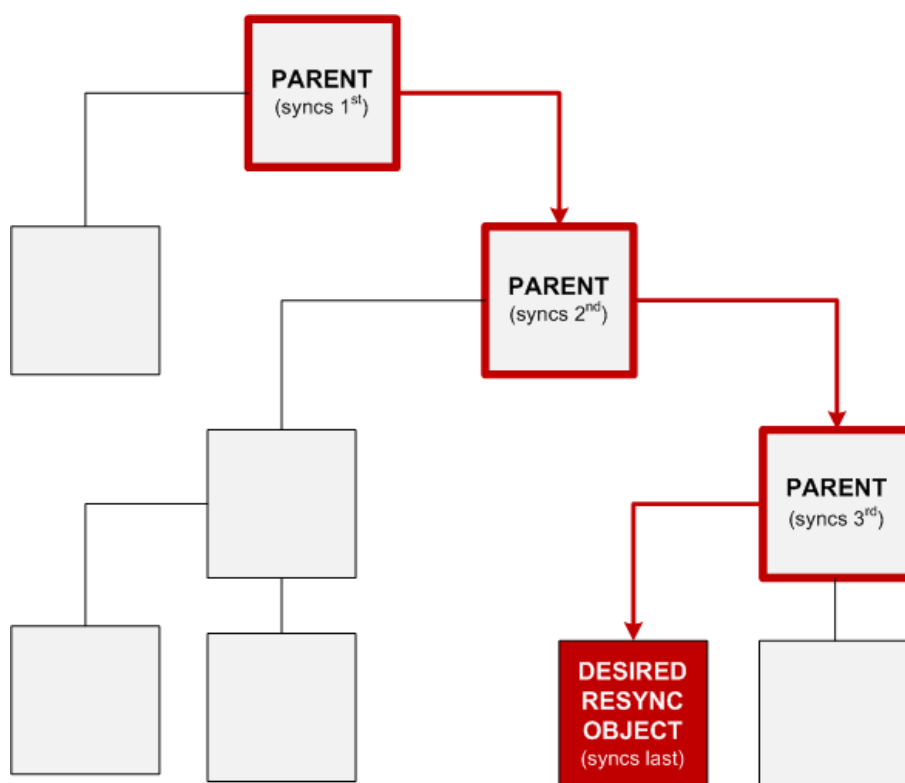 PARENT
(syncs 1st)
PARENT
(syncs 2nd)
PARENT
(syncs 3rd)
DESIRED
RESYNC
OBJECT
(syncs last)